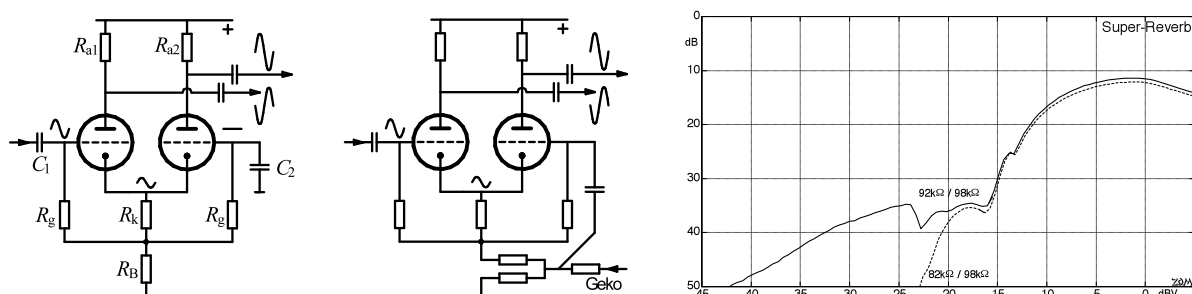 Ra1
Ra2
+
C1
C2
Rg
Rk
Rg
RB
+
Geko
Super-Reverb
0
dB
10
20
30
40
50
92kΩ / 98kΩ
82kΩ / 98kΩ
45
40
35
30
25
20
15
10
5
0
dBV